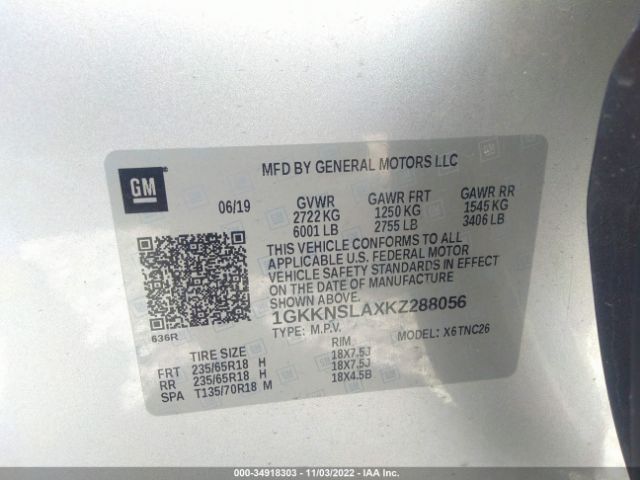 GM
MFD BY GENERAL MOTORS LLC
06/19 GVWR GAWR FRT GAWR RR
2722 KG 1250 KG 1545 KG
6001 LB 2755 LB 3406 LB
THIS VEHICLE CONFORMS TO ALL
APPLICABLE U.S. FEDERAL MOTOR
VEHICLE SAFETY STANDARDS IN EFFECT
ON THE DATE OF MANUFACTURE
SHOWN ABOVE.
1GKKNSLAXKZ288056
636R TYPE: M.P.V. MODEL: X6TNC26
TIRE SIZE RIM
FRT 235/65R18 H 18X7.5J
RR 235/65R18 H 18X7.5J
SPA T135/70R18 M 18X4.5B
000-34918303 - 11/03/2022 - IAA Inc.